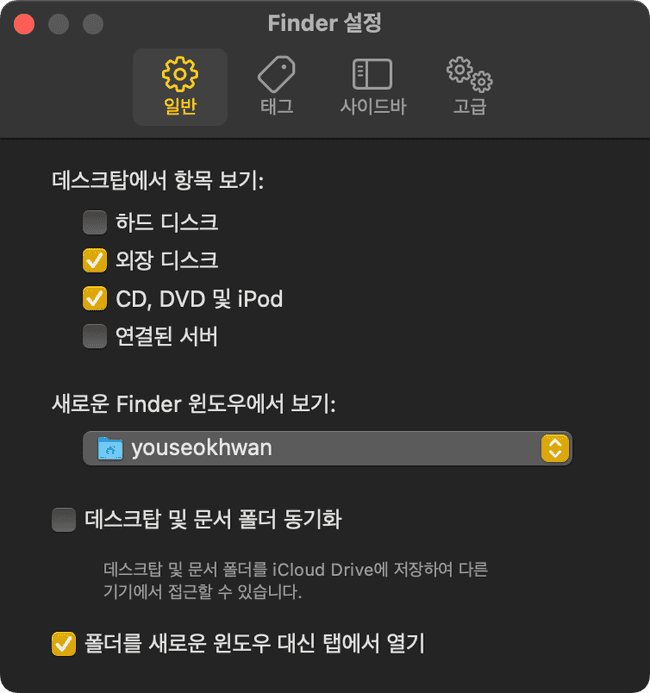 Finder 설정
일반
태그
사이드바
고급
데스크탑에서 항목 보기:
하드 디스크
외장 디스크
CD, DVD 및 iPod
연결된 서버
새로운 Finder 윈도우에서 보기:
youseokhwan
데스크탑 및 문서 폴더 동기화
데스크탑 및 문서 폴더를 iCloud Drive에 저장하여 다른
기기에서 접근할 수 있습니다.
폴더를 새로운 윈도우 대신 탭에서 열기